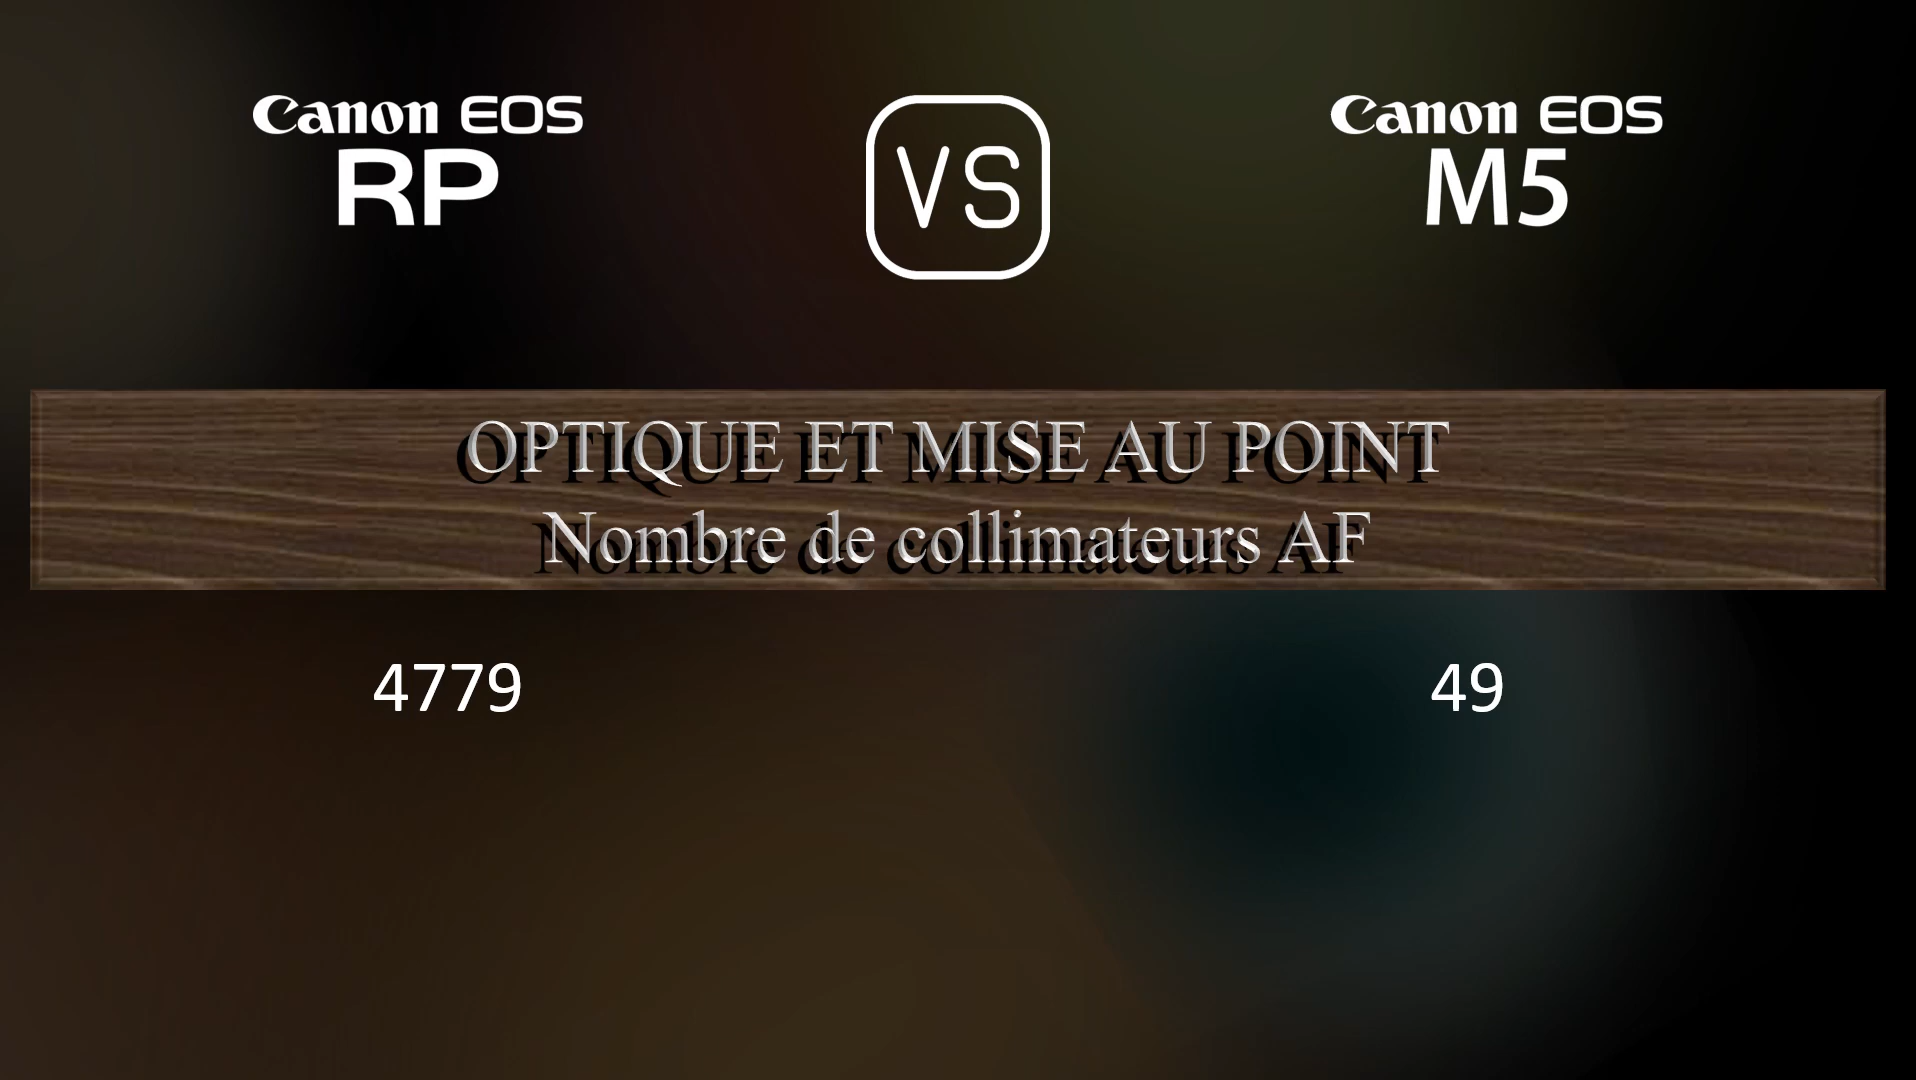 Canon EOS
RP
VS
Canon EOS
M5
OPTIQUE ET MISE AU POINT
Nombre de collimateurs AF
4779
49